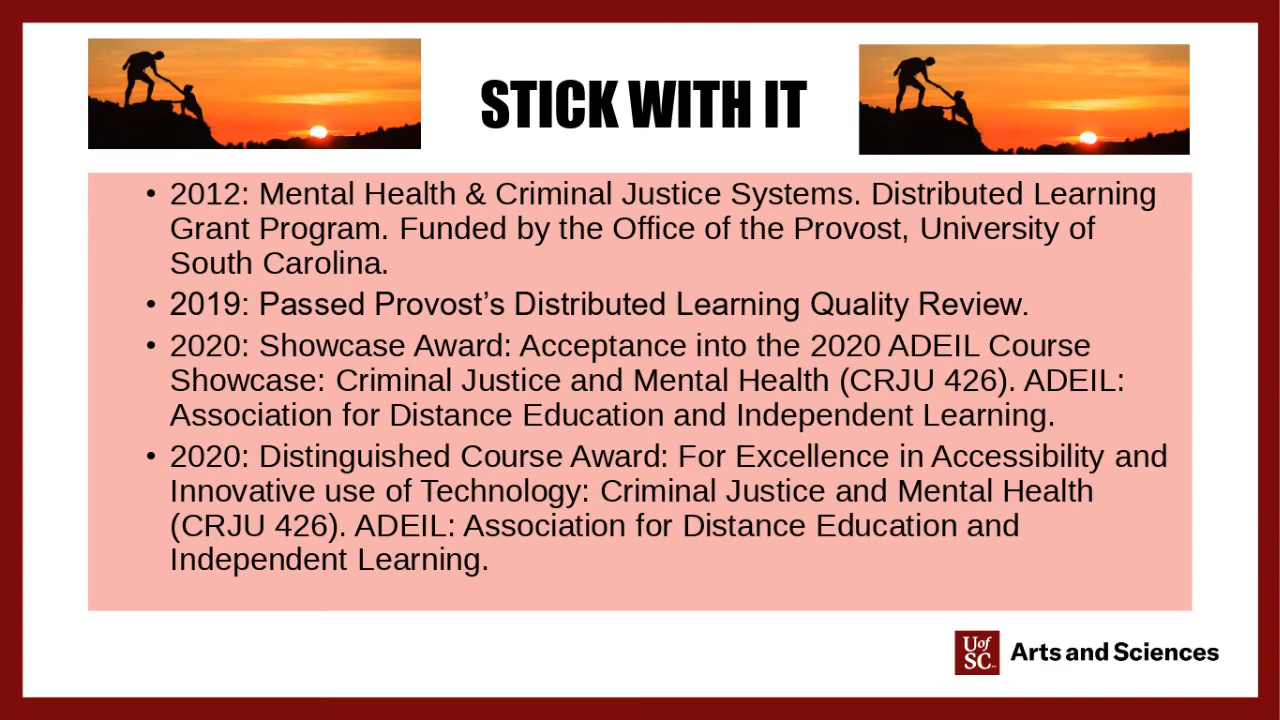 STICK WITH IT
• 2012: Mental Health & Criminal Justice Systems. Distributed Learning
Grant Program. Funded by the Office of the Provost, University of
South Carolina.
• 2019: Passed Provost’s Distributed Learning Quality Review.
• 2020: Showcase Award: Acceptance into the 2020 ADEIL Course
Showcase: Criminal Justice and Mental Health (CRJU 426). ADEIL:
Association for Distance Education and Independent Learning.
• 2020: Distinguished Course Award: For Excellence in Accessibility and
Innovative use of Technology: Criminal Justice and Mental Health
(CRJU 426). ADEIL: Association for Distance Education and
Independent Learning.
UofSC
Arts and Sciences